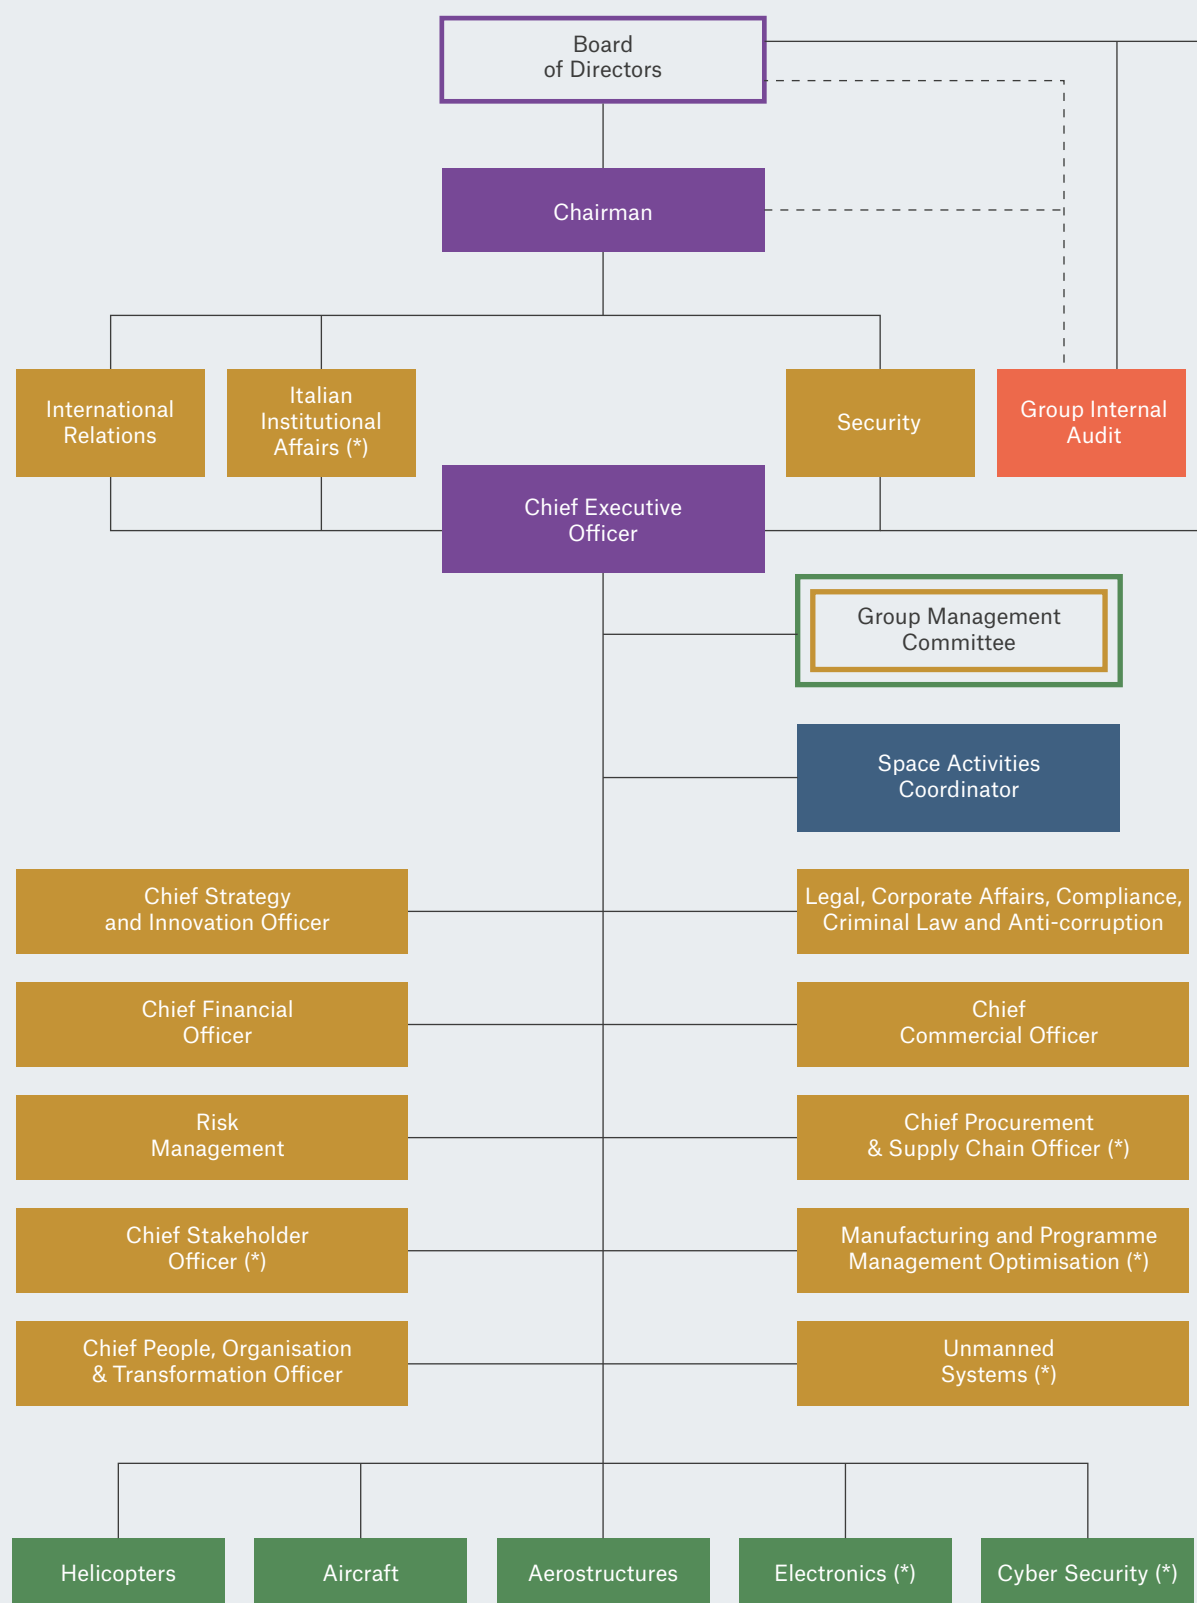 Board
of Directors
Chairman
International
Relations
Italian
Institutional
Affairs (*)
Security
Group Internal
Audit
Chief Executive
Officer
Group Management
Committee
Space Activities
Coordinator
Chief Strategy
and Innovation Officer
Legal, Corporate Affairs, Compliance,
Criminal Law and Anti-corruption
Chief Financial
Officer
Chief
Commercial Officer
Risk
Management
Chief Procurement
& Supply Chain Officer (*)
Chief Stakeholder
Officer (*)
Manufacturing and Programme
Management Optimisation (*)
Chief People, Organisation
& Transformation Officer
Unmanned
Systems (*)
Helicopters
Aircraft
Aerostructures
Electronics (*)
Cyber Security (*)